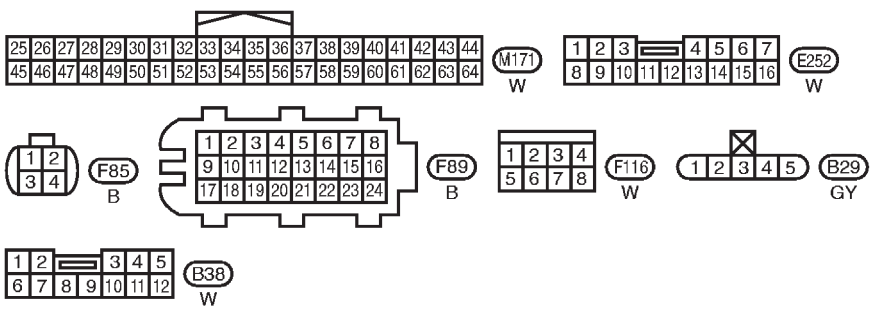 25 26 27 28 29 30 31 32 33 34 35 36 37 38 39 40 41 42 43 44
45 46 47 48 49 50 51 52 53 54 55 56 57 58 59 60 61 62 63 64
M171
W
1 2 3 4 5 6 7
8 9 10 11 12 13 14 15 16
E252
W
1 2
3 4
F85
B
1 2 3 4 5 6 7 8
9 10 11 12 13 14 15 16
17 18 19 20 21 22 23 24
F89
B
1 2 3 4
5 6 7 8
F116
W
1 2 3 4 5
B29
GY
1 2 3 4 5
6 7 8 9 10 11 12
B38
W